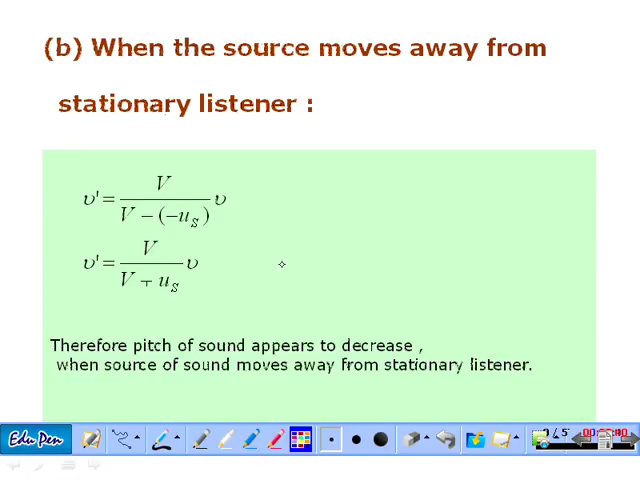 (b) When the source moves away from
stationary listener :
υ' = V / (V − (−u_S)) υ
υ' = V / (V + u_S) υ
Therefore pitch of sound appears to decrease ,
when source of sound moves away from stationary listener.
Edu Pen